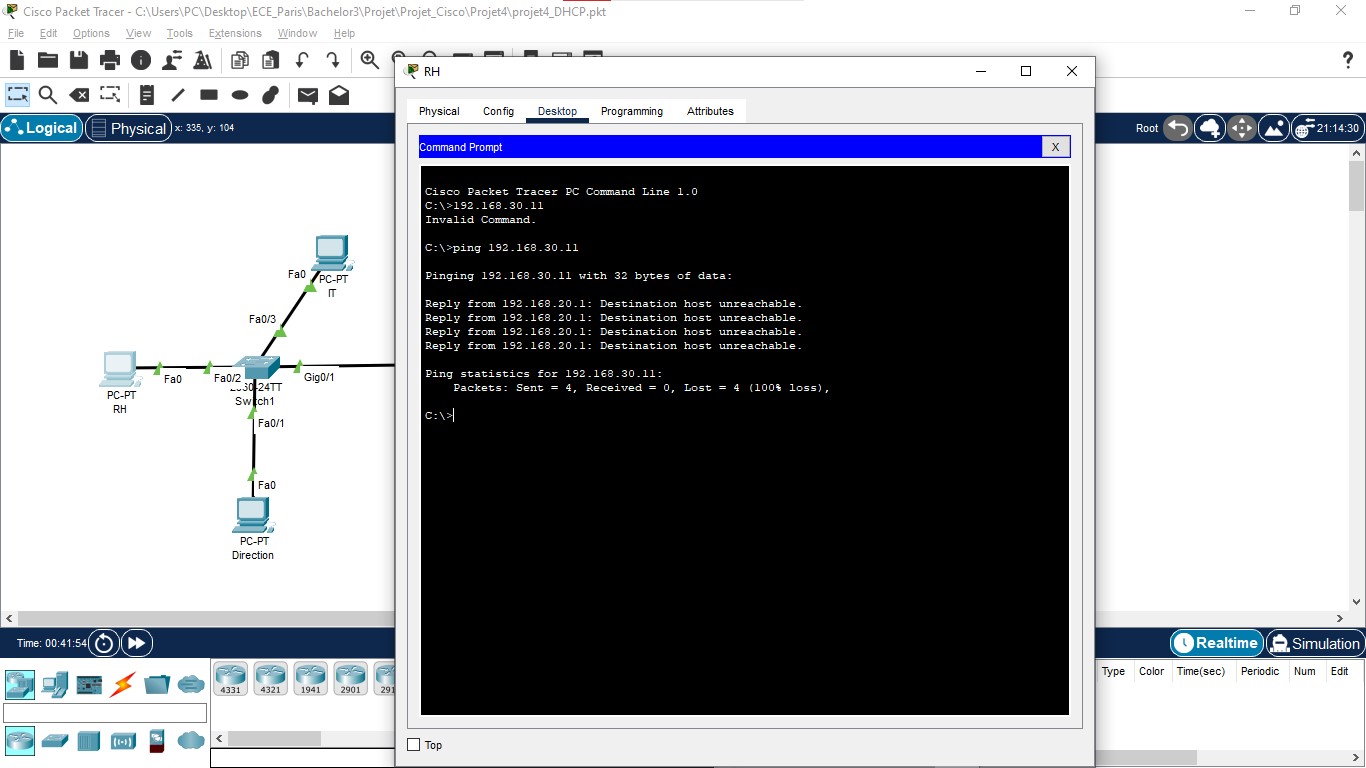 Cisco Packet Tracer - C:\Users\PC\Desktop\ECE_Paris\Bachelor3\Projet\Projet_Cisco\Projet4\projet4_DHCP.pkt
File Edit Options View Tools Extensions Window Help
RH
Physical Config Desktop Programming Attributes
Logical Physical x: 335, y: 104
Root 21:14:30
Command Prompt X
Cisco Packet Tracer PC Command Line 1.0
C:\>192.168.30.11
Invalid Command.
C:\>ping 192.168.30.11
Pinging 192.168.30.11 with 32 bytes of data:
Reply from 192.168.20.1: Destination host unreachable.
Reply from 192.168.20.1: Destination host unreachable.
Reply from 192.168.20.1: Destination host unreachable.
Reply from 192.168.20.1: Destination host unreachable.
Ping statistics for 192.168.30.11:
Packets: Sent = 4, Received = 0, Lost = 4 (100% loss),
C:\>
Fa0
PC-PT
IT
Fa0/3
Fa0
Fa0/2
Gig0/1
PC-PT
RH
-24TT
Fa0/1
Fa0
PC-PT
Direction
Top
Time: 00:41:54
Realtime Simulation
4331 4321 1941 2901 291
Type Color Time(sec) Periodic Num Edit